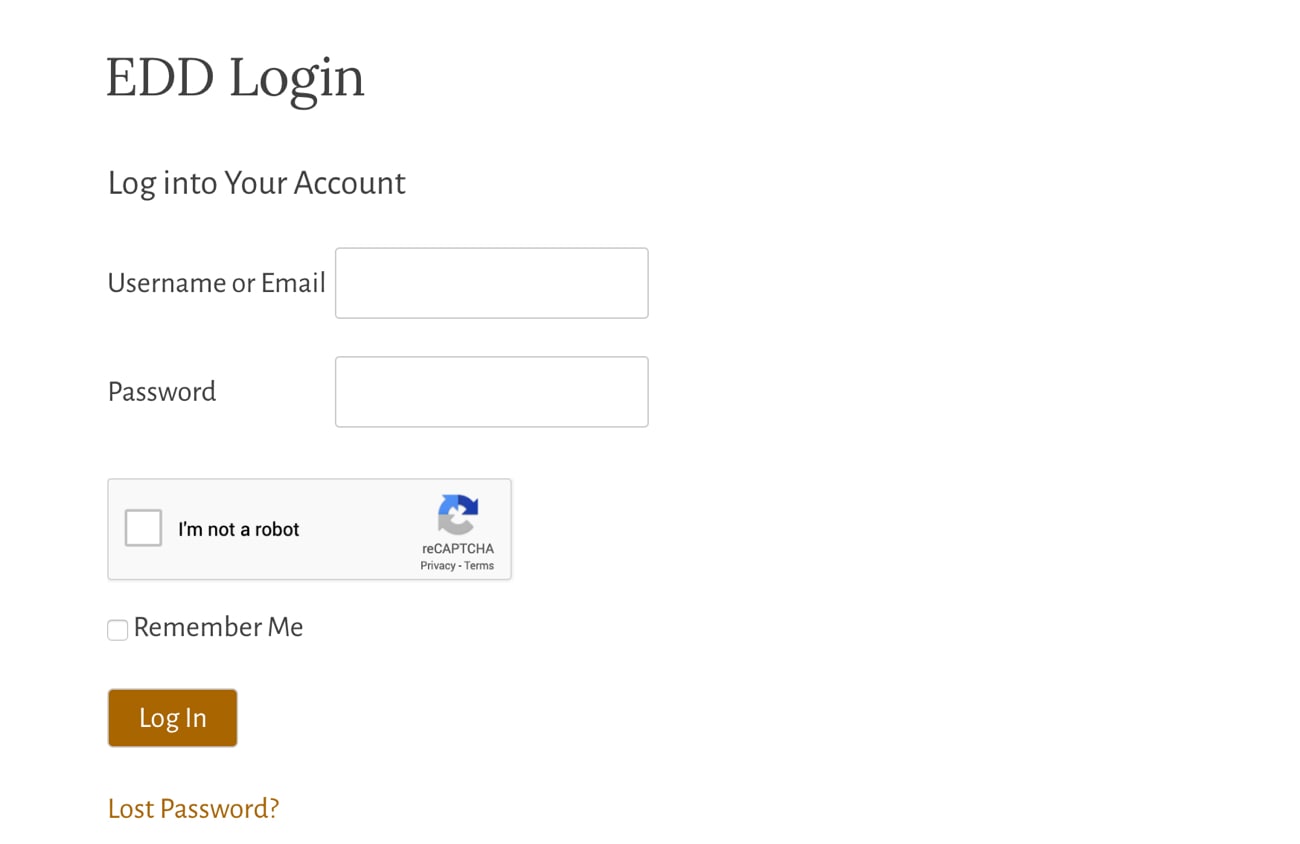 EDD Login
Log into Your Account
Username or Email
Password
I'm not a robot
reCAPTCHA
Privacy - Terms
Remember Me
Log In
Lost Password?